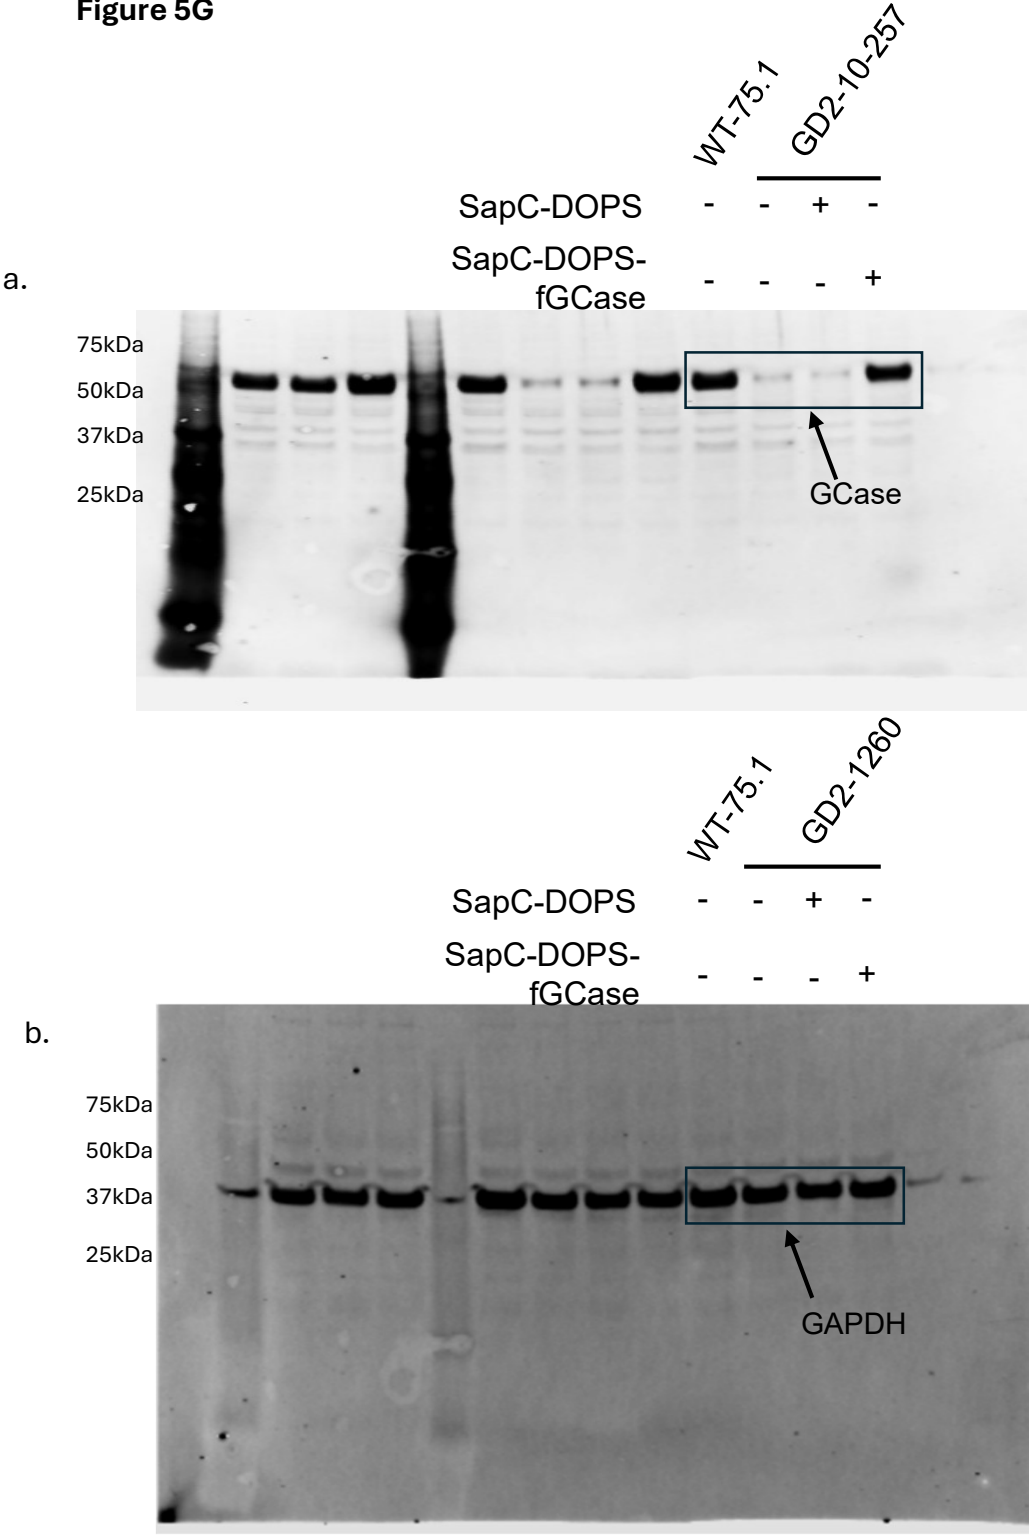 Figure 5G
WT-75.1
GD2-10-257
SapC-DOPS - - + -
SapC-DOPS-
fGCase - - - +
a.
75kDa
50kDa
37kDa
25kDa
GCase
WT-75.1
GD2-1260
SapC-DOPS - - + -
SapC-DOPS-
fGCase - - - +
b.
75kDa
50kDa
37kDa
25kDa
GAPDH